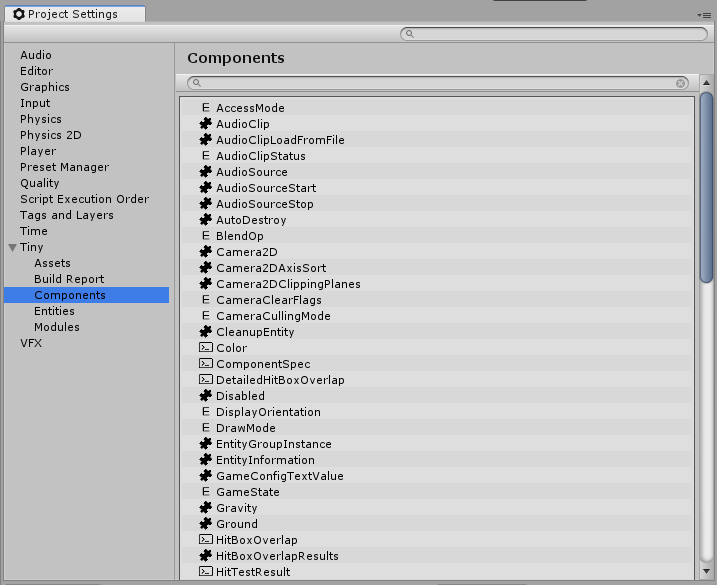 Project Settings
Audio
Editor
Graphics
Input
Physics
Physics 2D
Player
Preset Manager
Quality
Script Execution Order
Tags and Layers
Time
Tiny
Assets
Build Report
Components
Entities
Modules
VFX
Components
E AccessMode
AudioClip
AudioClipLoadFromFile
E AudioClipStatus
AudioSource
AudioSourceStart
AudioSourceStop
AutoDestroy
E BlendOp
Camera2D
Camera2DAxisSort
Camera2DClippingPlanes
E CameraClearFlags
E CameraCullingMode
CleanupEntity
Color
ComponentSpec
DetailedHitBoxOverlap
Disabled
E DisplayOrientation
E DrawMode
EntityGroupInstance
EntityInformation
GameConfigTextValue
E GameState
Gravity
Ground
HitBoxOverlap
HitBoxOverlapResults
HitTestResult